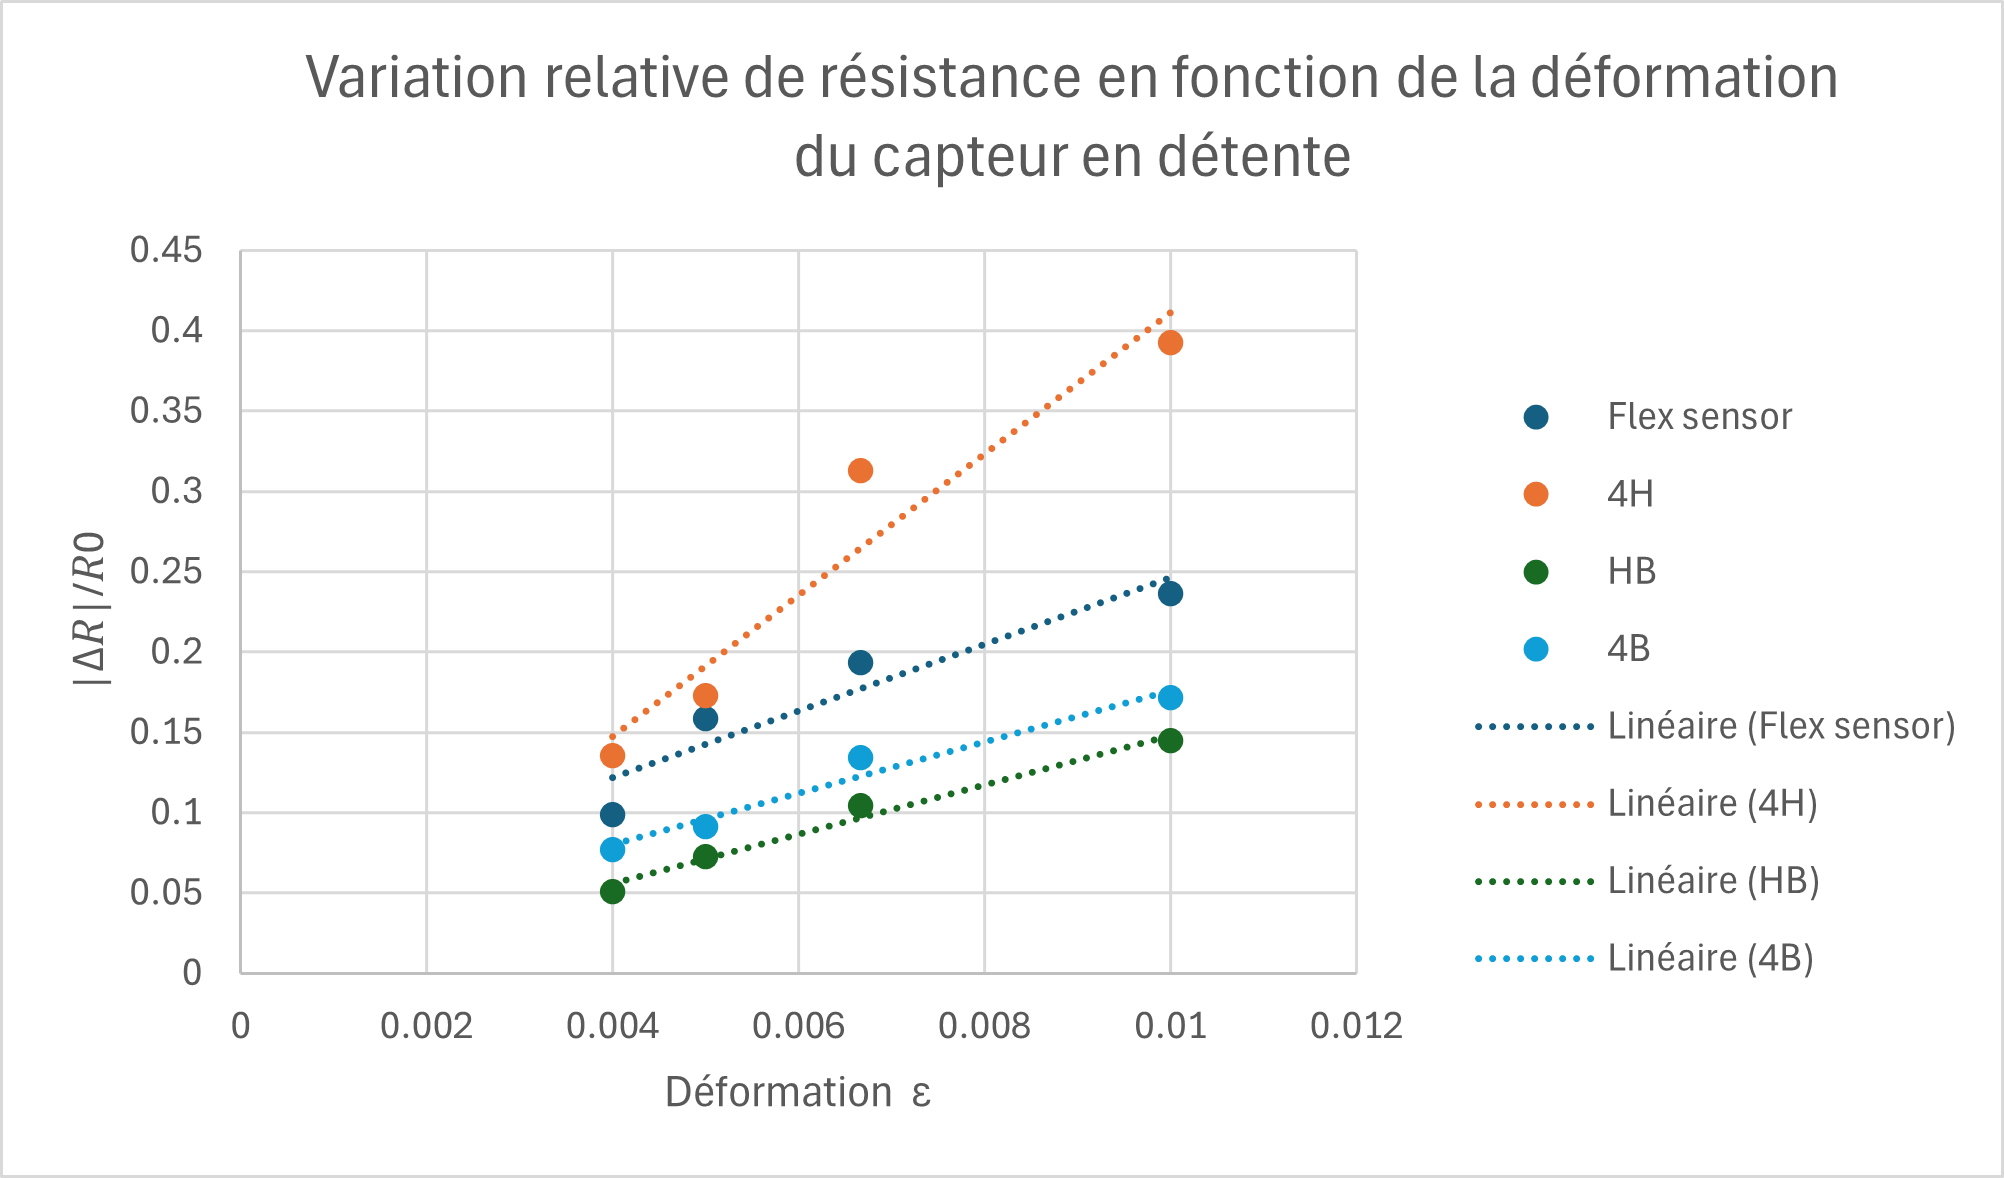 Variation relative de résistance en fonction de la déformation
du capteur en détente
0.45
0.4
0.35
0.3
0.25
0.2
0.15
0.1
0.05
0
|ΔR|/R0
0 0.002 0.004 0.006 0.008 0.01 0.012
Déformation ε
Flex sensor
4H
HB
4B
Linéaire (Flex sensor)
Linéaire (4H)
Linéaire (HB)
Linéaire (4B)